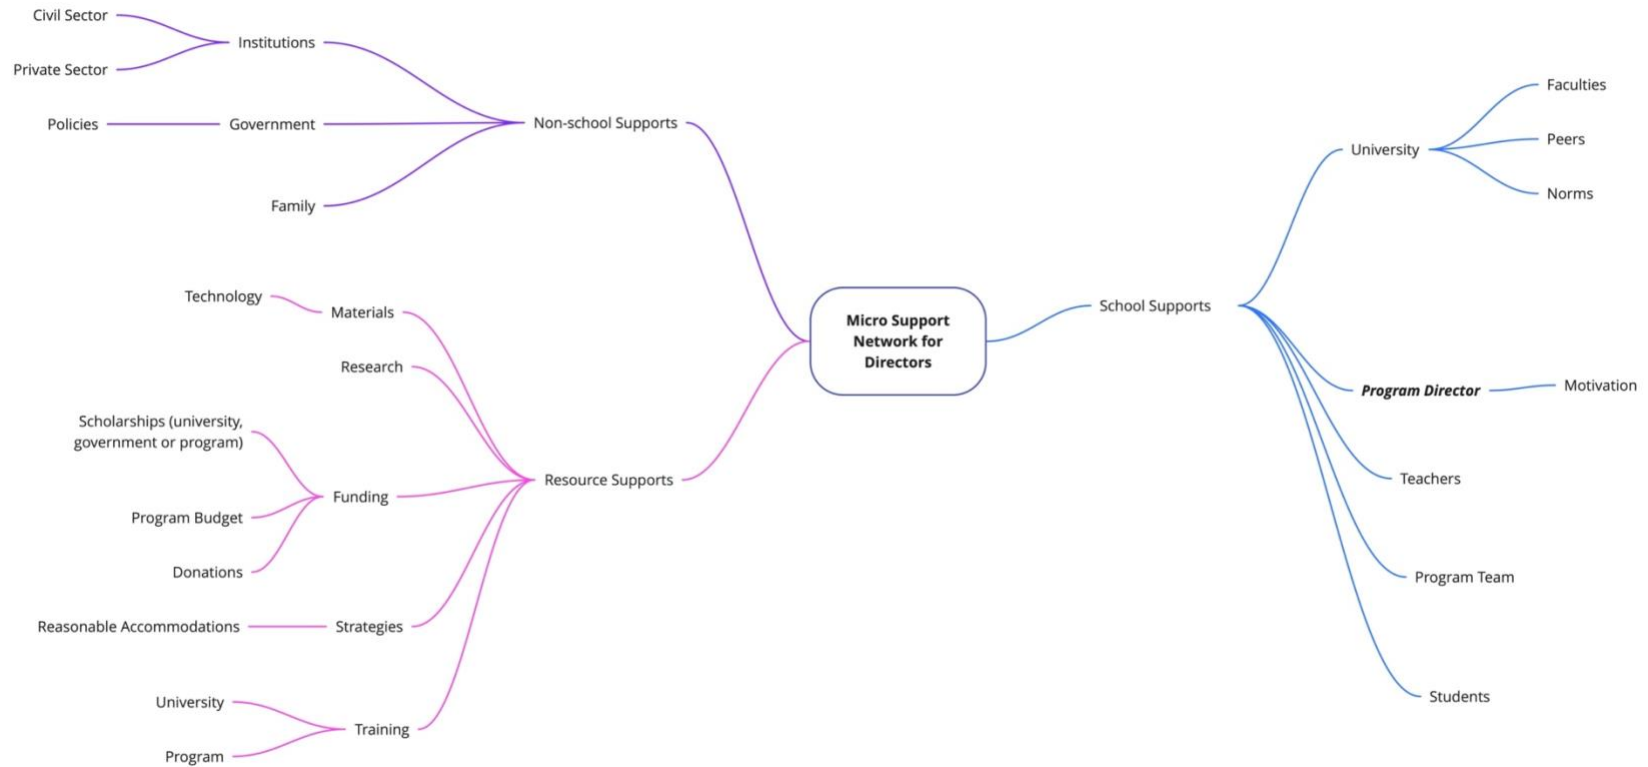 Civil Sector
Private Sector
Institutions
Policies
Government
Family
Non-school Supports
Technology
Materials
Research
Scholarships (university,
government or program)
Program Budget
Donations
Funding
Reasonable Accommodations
Strategies
University
Program
Training
Resource Supports
Micro Support
Network for
Directors
School Supports
University
Faculties
Peers
Norms
Program Director
Motivation
Teachers
Program Team
Students